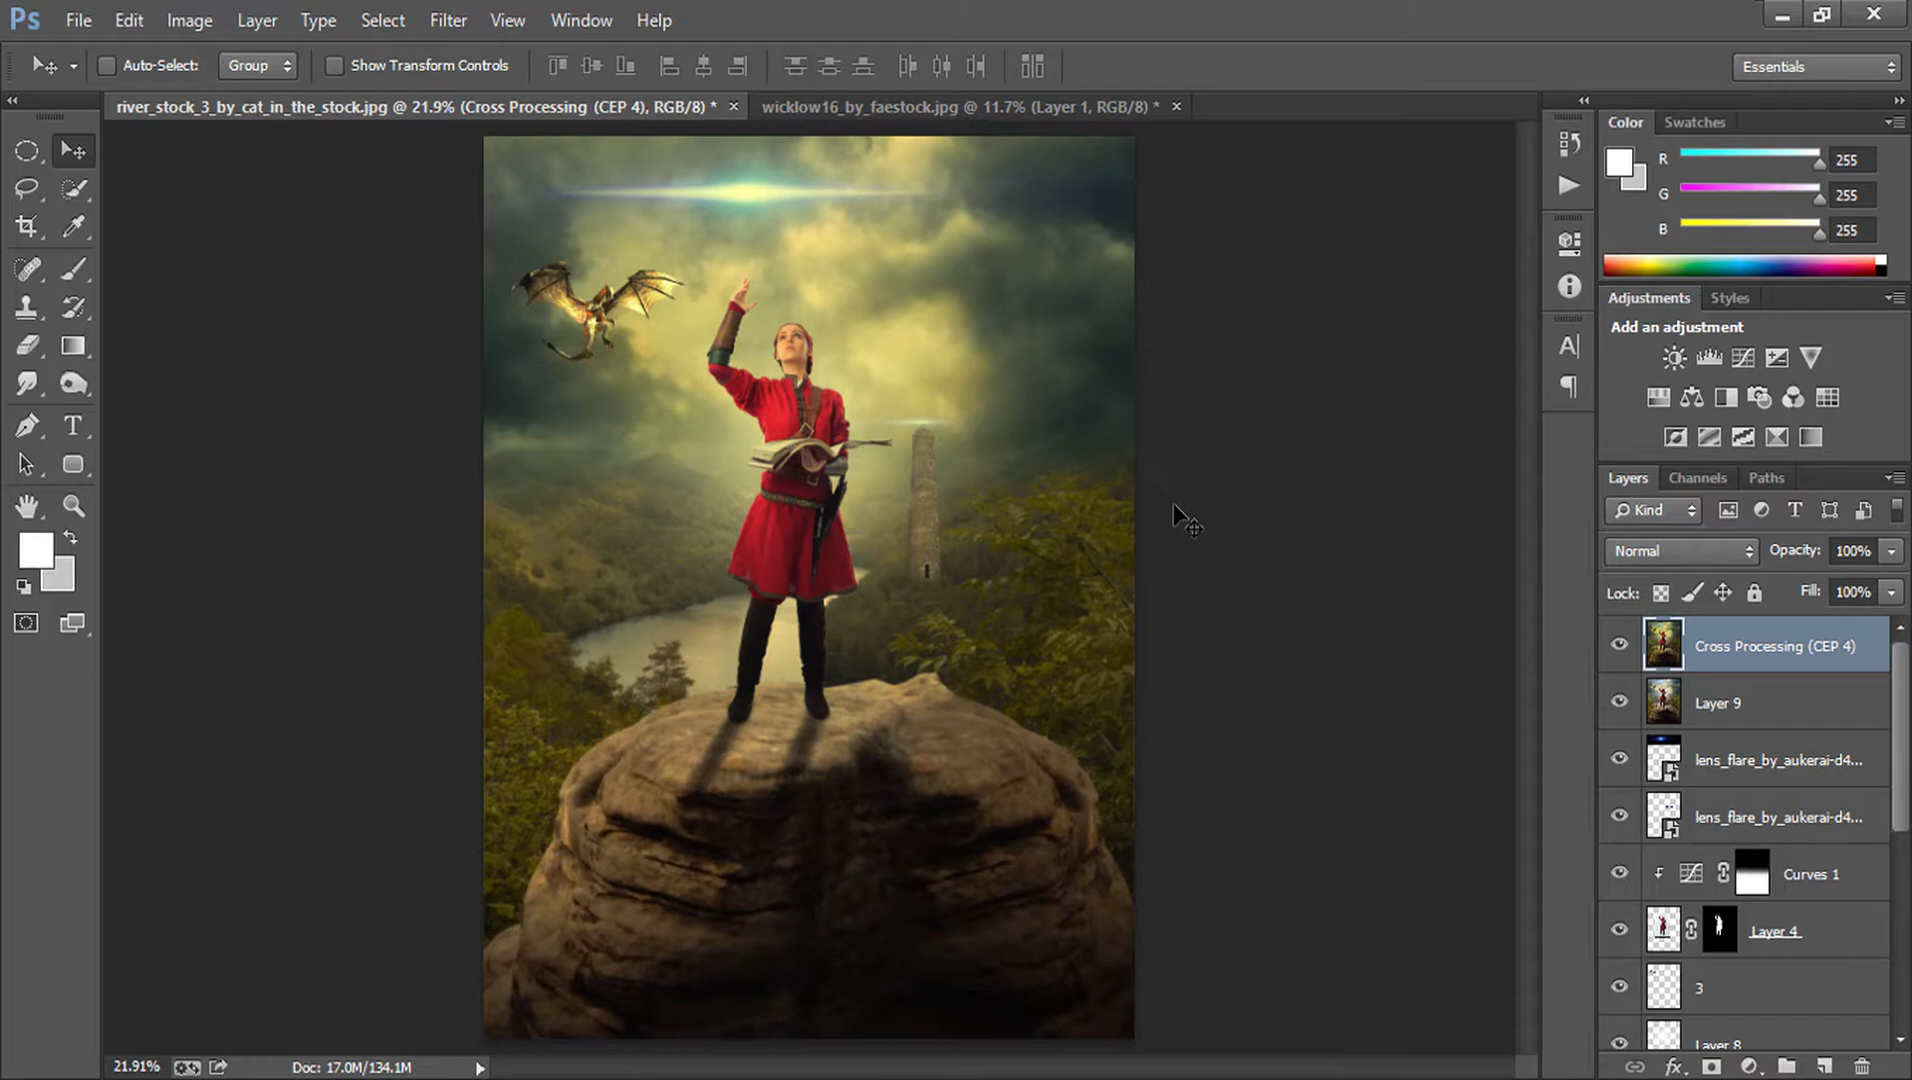 Ps File Edit Image Layer Type Select Filter View Window Help
Auto-Select: Group Show Transform Controls Essentials
river_stock_3_by_cat_in_the_stock.jpg @ 21.9% (Cross Processing (CEP 4), RGB/8) * wicklow16_by_faestock.jpg @ 11.7% (Layer 1, RGB/8) *
Color Swatches
R 255
G 255
B 255
Adjustments Styles
Add an adjustment
Layers Channels Paths
Kind
Normal Opacity: 100%
Lock: Fill: 100%
Cross Processing (CEP 4)
Layer 9
lens_flare_by_aukerai-d4...
lens_flare_by_aukerai-d4...
Curves 1
Layer 4
3
Layer 8
21.91% Doc: 17.0M/134.1M